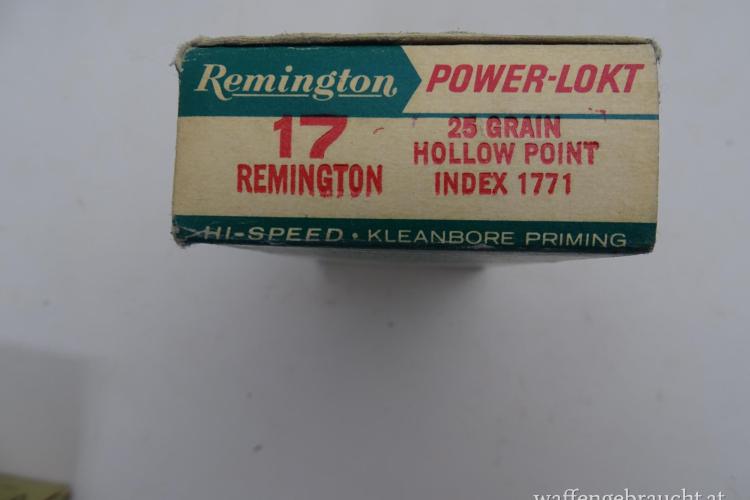 Remington POWER-LOKT
17 25 GRAIN
HOLLOW POINT
REMINGTON INDEX 1771
HI-SPEED • KLEANBORE PRIMING
waffengebraucht.at